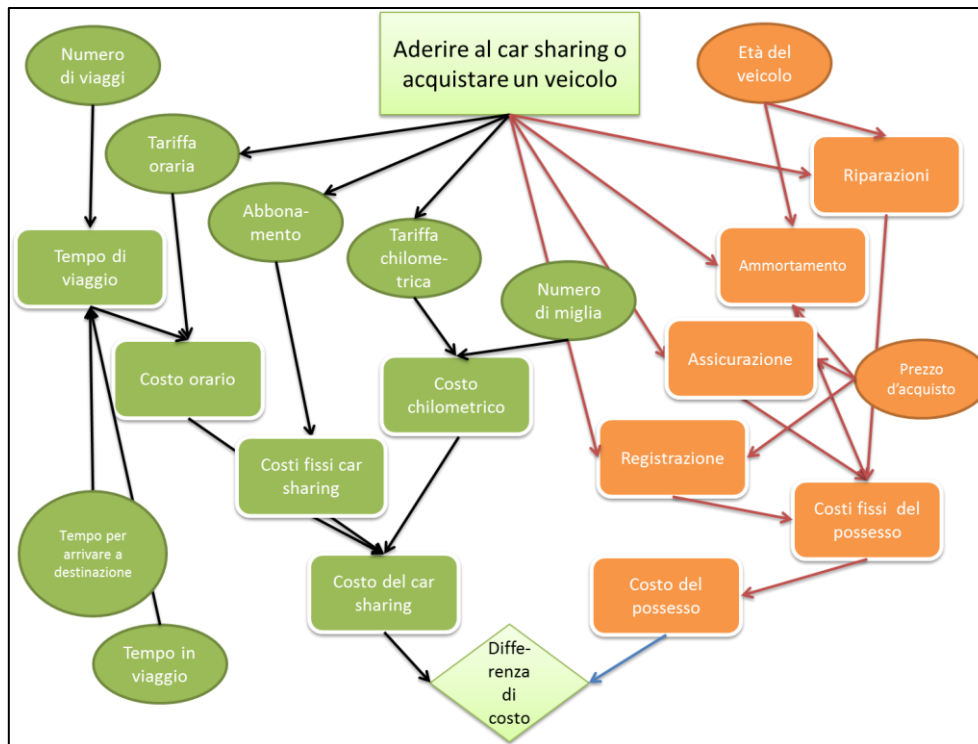 Aderire al car sharing o
acquistare un veicolo
Numero
di viaggi
Età del
veicolo
Tariffa
oraria
Riparazioni
Abbona-
mento
Tariffa
chilome-
trica
Tempo di
viaggio
Ammortamento
Numero
di miglia
Costo orario
Costo
chilometrico
Assicurazione
Prezzo
d'acquisto
Costi fissi car
sharing
Registrazione
Costi fissi  del
possesso
Tempo per
arrivare a
destinazione
Costo del car
sharing
Costo del
possesso
Tempo in
viaggio
Diffe-
renza
di
costo